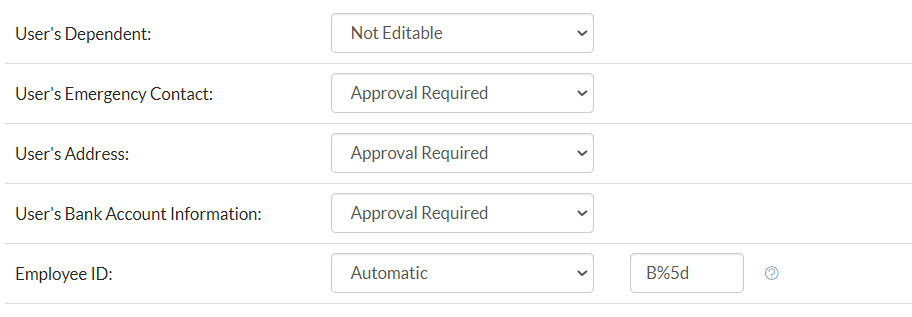 User's Dependent: Not Editable
User's Emergency Contact: Approval Required
User's Address: Approval Required
User's Bank Account Information: Approval Required
Employee ID: Automatic B%5d ?